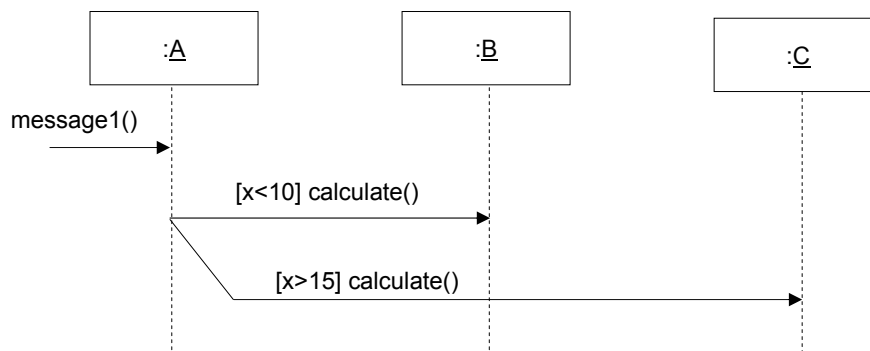 :A
:B
:C
message1()
[x<10] calculate()
[x>15] calculate()